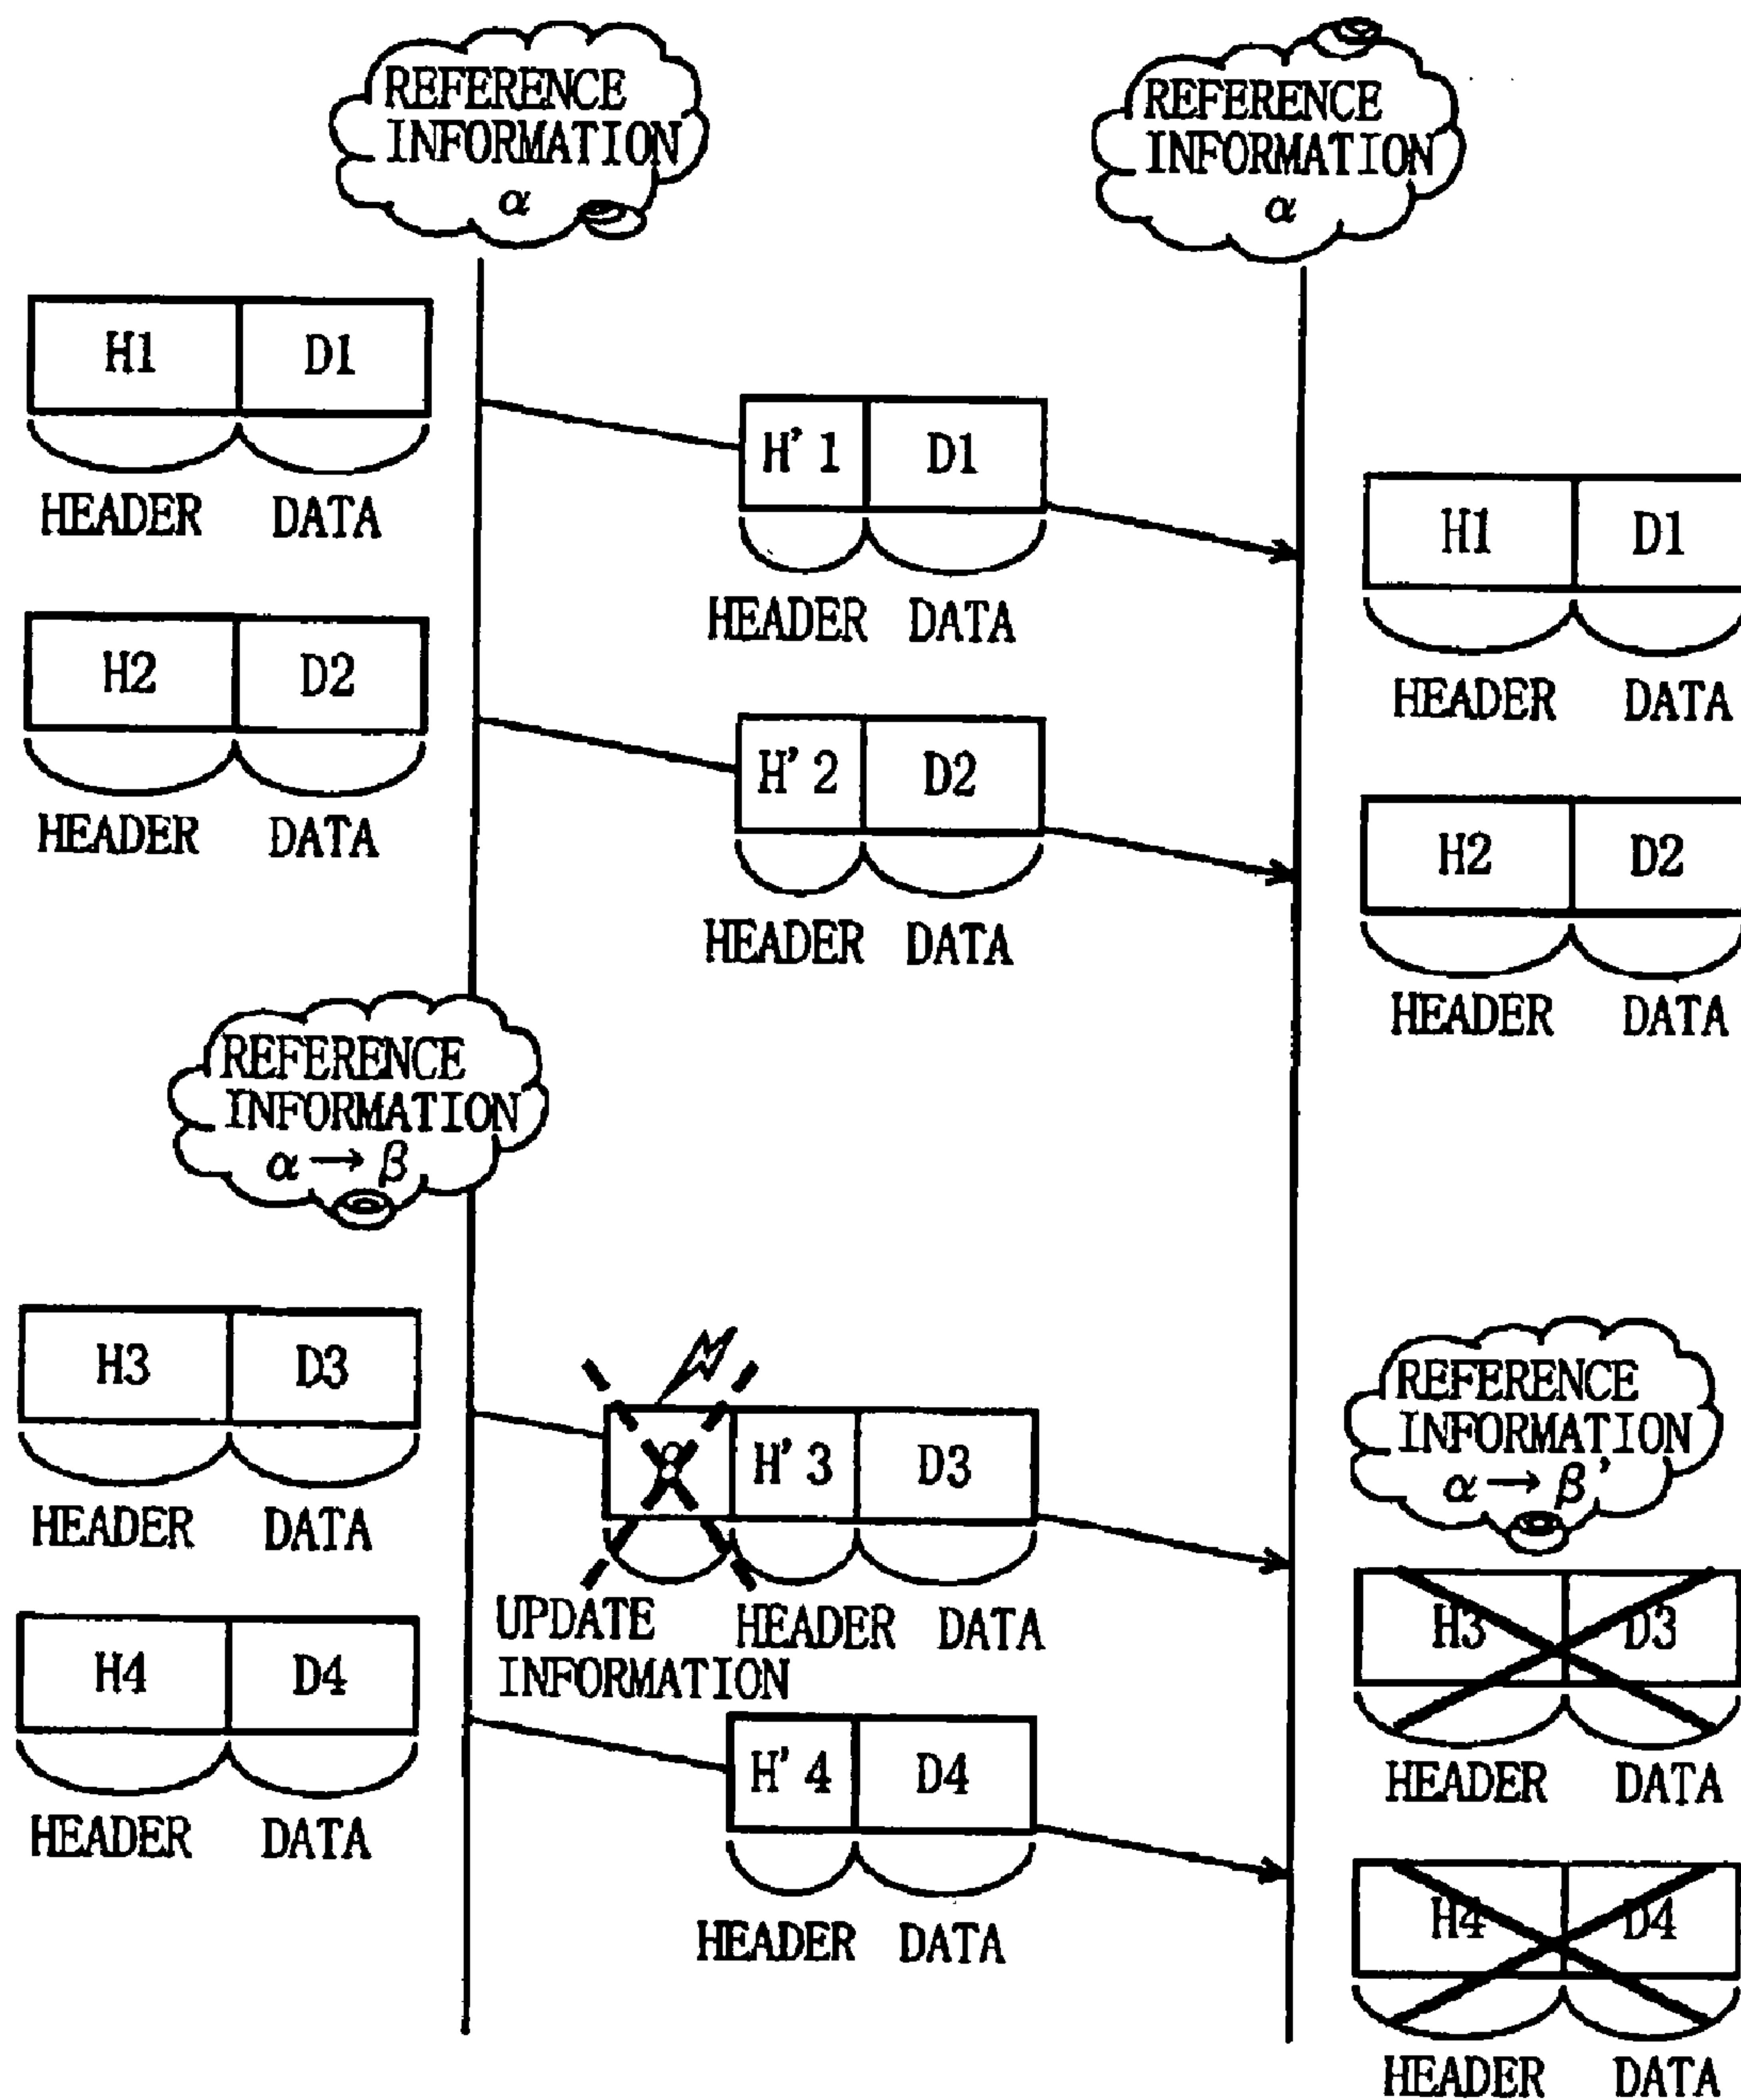 REFERENCE
INFORMATION
α
REFERENCE
INFORMATION
α
H1 D1
HEADER DATA
H'1 D1
HEADER DATA
H1 D1
HEADER DATA
H2 D2
HEADER DATA
H'2 D2
HEADER DATA
H2 D2
HEADER DATA
REFERENCE
INFORMATION
α → β
H3 D3
HEADER DATA
H'3 D3
UPDATE
INFORMATION
HEADER DATA
REFERENCE
INFORMATION
α → β'
H3 D3
HEADER DATA
H4 D4
HEADER DATA
H'4 D4
HEADER DATA
H4 D4
HEADER DATA